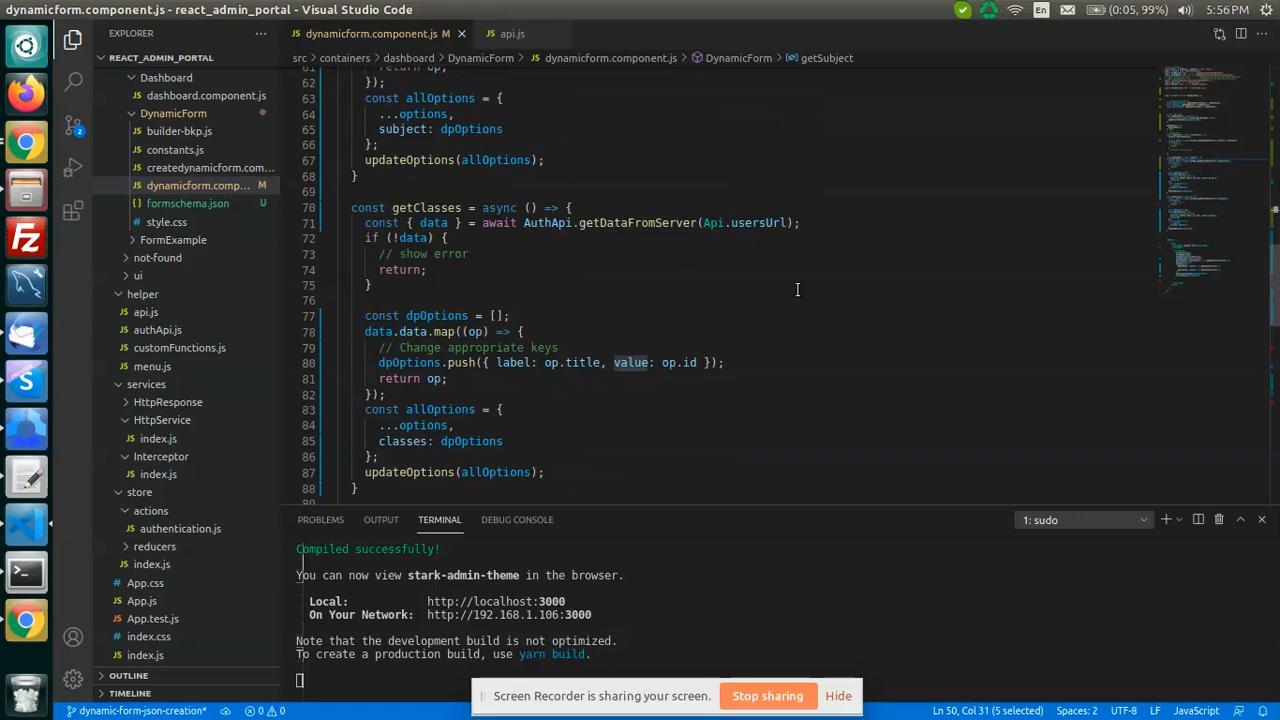 dynamicform.component.js - react_admin_portal - Visual Studio Code
En
(0:05, 99%)
5:56 PM
EXPLORER
dynamicform.component.js M
api.js
src › containers › dashboard › DynamicForm › dynamicform.component.js › DynamicForm › getSubject
REACT_ADMIN_PORTAL
Dashboard
dashboard.component.js
DynamicForm
builder-bkp.js
constants.js
createdynamicform.com...
dynamicform.comp... M
formschema.json U
style.css
FormExample
not-found
ui
helper
api.js
authApi.js
customFunctions.js
menu.js
services
HttpResponse
HttpService
index.js
Interceptor
index.js
store
actions
authentication.js
reducers
index.js
App.css
App.js
App.test.js
index.css
index.js
OUTLINE
TIMELINE
2
61 return op;
62 });
63 const allOptions = {
64 ...options,
65 subject: dpOptions
66 };
67 updateOptions(allOptions);
68 }
69
70 const getClasses = async () => {
71 const { data } = await AuthApi.getDataFromServer(Api.usersUrl);
72 if (!data) {
73 // show error
74 return;
75 }
76
77 const dpOptions = [];
78 data.data.map((op) => {
79 // Change appropriate keys
80 dpOptions.push({ label: op.title, value: op.id });
81 return op;
82 });
83 const allOptions = {
84 ...options,
85 classes: dpOptions
86 };
87 updateOptions(allOptions);
88 }
89
PROBLEMS OUTPUT TERMINAL DEBUG CONSOLE
1: sudo
Compiled successfully!
You can now view stark-admin-theme in the browser.
Local: http://localhost:3000
On Your Network: http://192.168.1.106:3000
Note that the development build is not optimized.
To create a production build, use yarn build.
Screen Recorder is sharing your screen. Stop sharing Hide
dynamic-form-json-creation* 0 0
Ln 50, Col 31 (5 selected) Spaces: 2 UTF-8 LF JavaScript